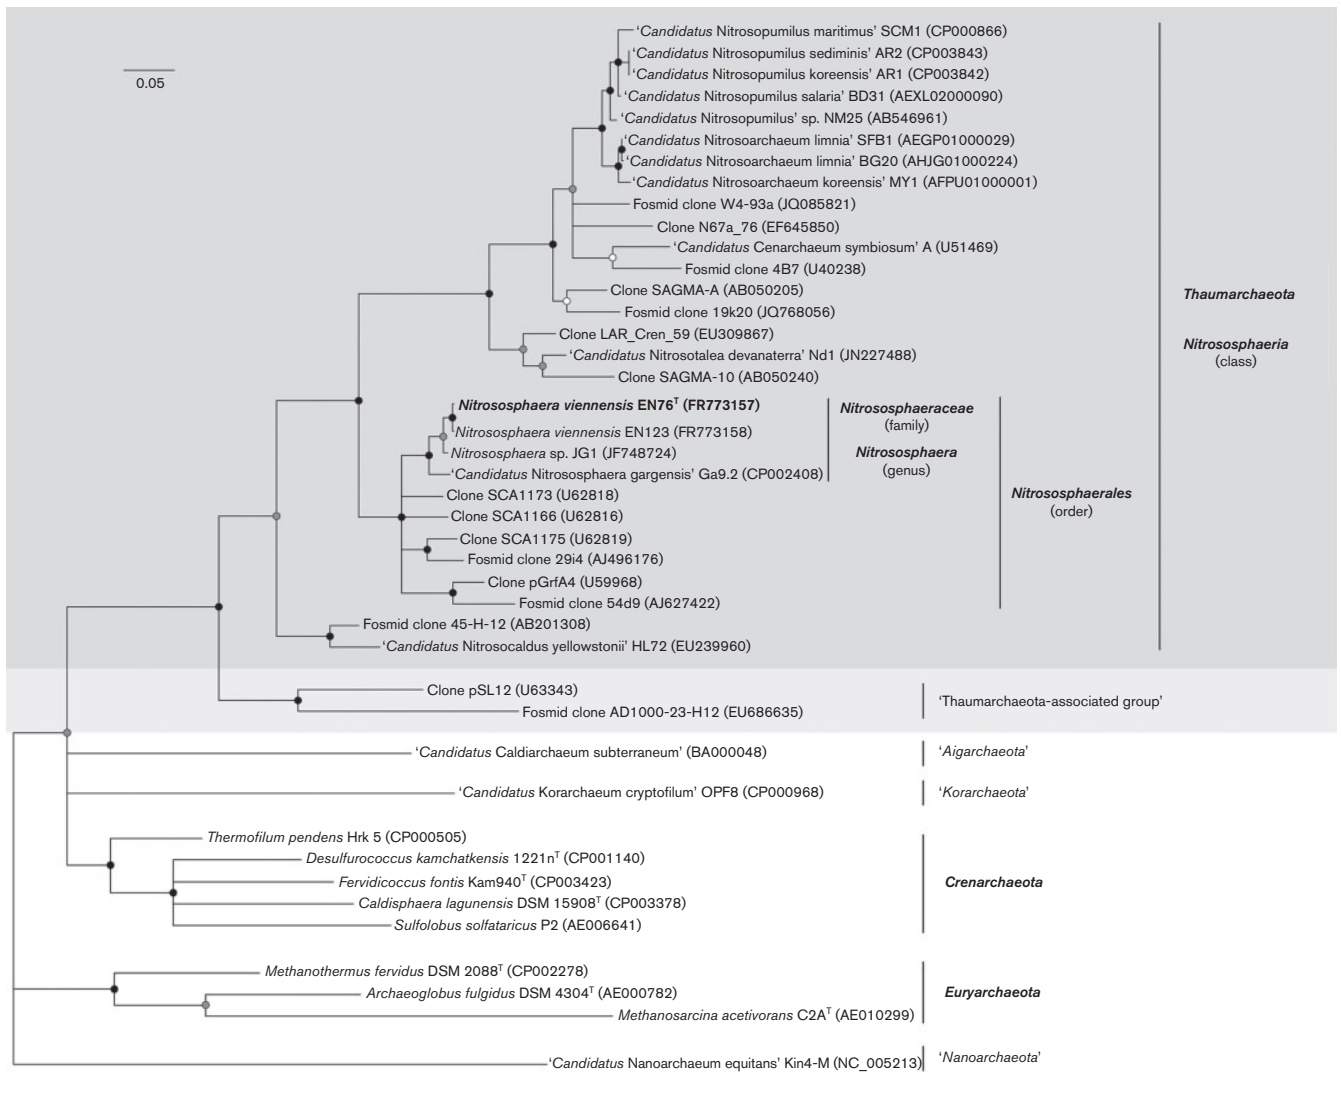 'Candidatus Nitrosopumilus maritimus' SCM1 (CP000866)
'Candidatus Nitrosopumilus sediminis' AR2 (CP003843)
0.05
'Candidatus Nitrosopumilus koreensis' AR1 (CP003842)
'Candidatus Nitrosopumilus salaria' BD31 (AEXL02000090)
'Candidatus Nitrosopumilus' sp. NM25 (AB546961)
'Candidatus Nitrosoarchaeum limnia' SFB1 (AEGP01000029)
'Candidatus Nitrosoarchaeum limnia' BG20 (AHJG01000224)
'Candidatus Nitrosoarchaeum koreensis' MY1 (AFPU01000001)
Fosmid clone W4-93a (JQ085821)
Clone N67a_76 (EF645850)
'Candidatus Cenarchaeum symbiosum' A (U51469)
Fosmid clone 4B7 (U40238)
Clone SAGMA-A (AB050205)
Thaumarchaeota
Fosmid clone 19k20 (JQ768056)
Clone LAR_Cren_59 (EU309867)
Nitrososphaeria
(class)
'Candidatus Nitrosotalea devanaterra' Nd1 (JN227488)
Clone SAGMA-10 (AB050240)
Nitrososphaera viennensis EN76T (FR773157)
Nitrososphaeraceae
(family)
Nitrososphaera viennensis EN123 (FR773158)
Nitrososphaera sp. JG1 (JF748724)
Nitrososphaera
(genus)
'Candidatus Nitrososphaera gargensis' Ga9.2 (CP002408)
Clone SCA1173 (U62818)
Nitrososphaerales
(order)
Clone SCA1166 (U62816)
Clone SCA1175 (U62819)
Fosmid clone 29i4 (AJ496176)
Clone pGrfA4 (U59968)
Fosmid clone 54d9 (AJ627422)
Fosmid clone 45-H-12 (AB201308)
'Candidatus Nitrosocaldus yellowstonii' HL72 (EU239960)
Clone pSL12 (U63343)
'Thaumarchaeota-associated group'
Fosmid clone AD1000-23-H12 (EU686635)
'Candidatus Caldiarchaeum subterraneum' (BA000048)
'Aigarchaeota'
'Candidatus Korarchaeum cryptofilum' OPF8 (CP000968)
'Korarchaeota'
Thermofilum pendens Hrk 5 (CP000505)
Desulfurococcus kamchatkensis 1221nT (CP001140)
Fervidicoccus fontis Kam940T (CP003423)
Crenarchaeota
Caldisphaera lagunensis DSM 15908T (CP003378)
Sulfolobus solfataricus P2 (AE006641)
Methanothermus fervidus DSM 2088T (CP002278)
Archaeoglobus fulgidus DSM 4304T (AE000782)
Euryarchaeota
Methanosarcina acetivorans C2AT (AE010299)
'Candidatus Nanoarchaeum equitans' Kin4-M (NC_005213)
'Nanoarchaeota'